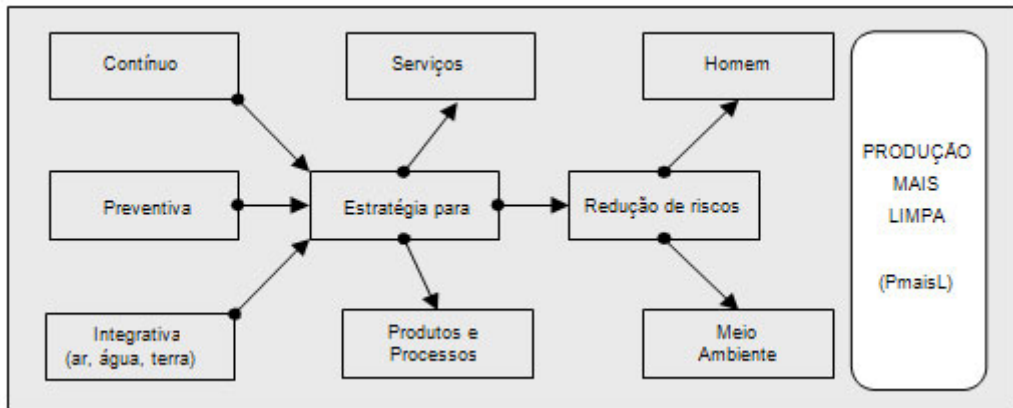 Contínuo
Serviços
Homem
Preventiva
Estratégia para
Redução de riscos
Integrativa
(ar, água, terra)
Produtos e
Processos
Meio
Ambiente
PRODUÇÃO
MAIS
LIMPA
(PmaisL)